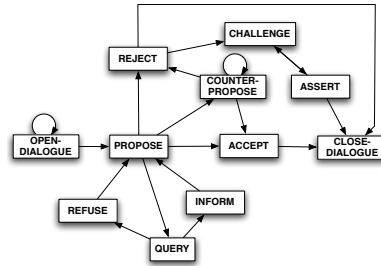 CHALLENGE
REJECT
COUNTER-
PROPOSE
ASSERT
OPEN-
DIALOGUE
PROPOSE
ACCEPT
CLOSE-
DIALOGUE
REFUSE
INFORM
QUERY